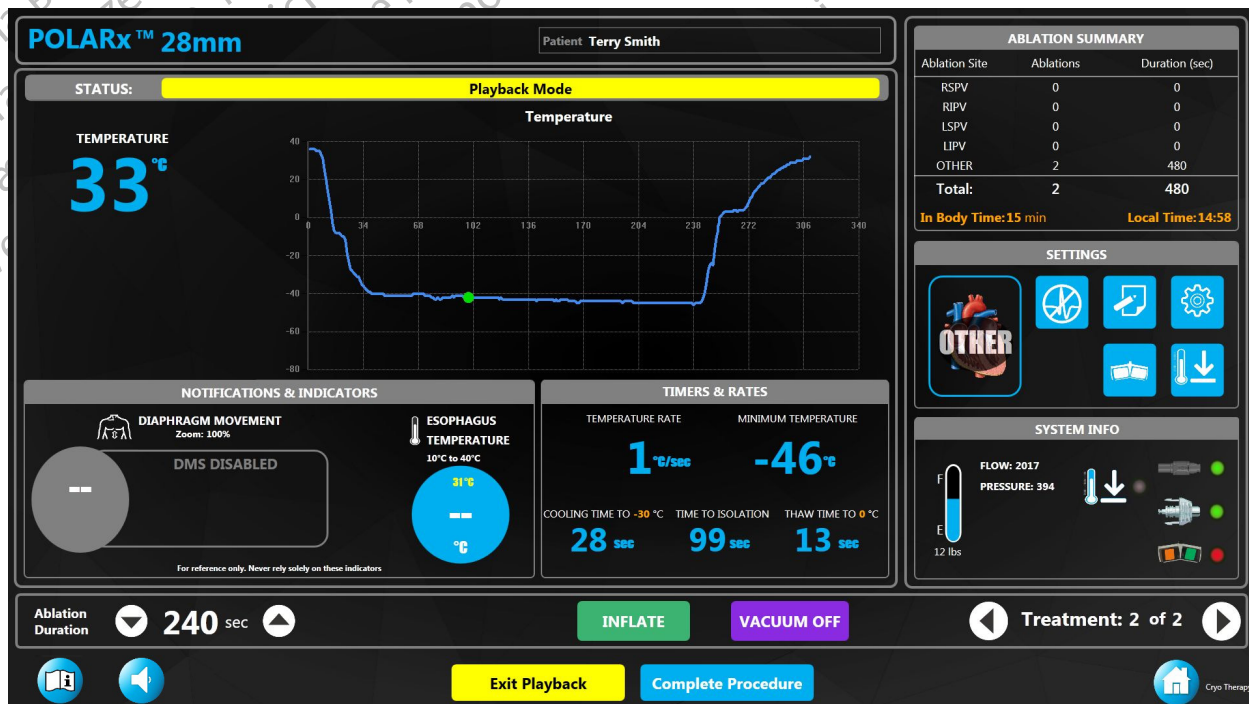 POLARx™ 28mm
Patient Terry Smith
STATUS:
Playback Mode
TEMPERATURE
33°C
Temperature
40
20
0
-20
-40
-60
-80
34
68
102
136
170
204
238
272
306
340
NOTIFICATIONS & INDICATORS
DIAPHRAGM MOVEMENT
Zoom: 100%
DMS DISABLED
--
ESOPHAGUS
TEMPERATURE
10°C to 40°C
31°C
--
°C
For reference only. Never rely solely on these indicators
TIMERS & RATES
TEMPERATURE RATE
MINIMUM TEMPERATURE
1°C/sec
-46°C
COOLING TIME TO -30 °C
TIME TO ISOLATION
THAW TIME TO 0 °C
28 sec
99 sec
13 sec
ABLATION SUMMARY
Ablation Site Ablations Duration (sec)
RSPV 0 0
RIPV 0 0
LSPV 0 0
LIPV 0 0
OTHER 2 480
Total: 2 480
In Body Time:15 min
Local Time:14:58
SETTINGS
OTHER
SYSTEM INFO
F
E
12 lbs
FLOW: 2017
PRESSURE: 394
Ablation
Duration
240 sec
INFLATE
VACUUM OFF
Treatment: 2 of 2
Exit Playback
Complete Procedure
Cryo Therapy